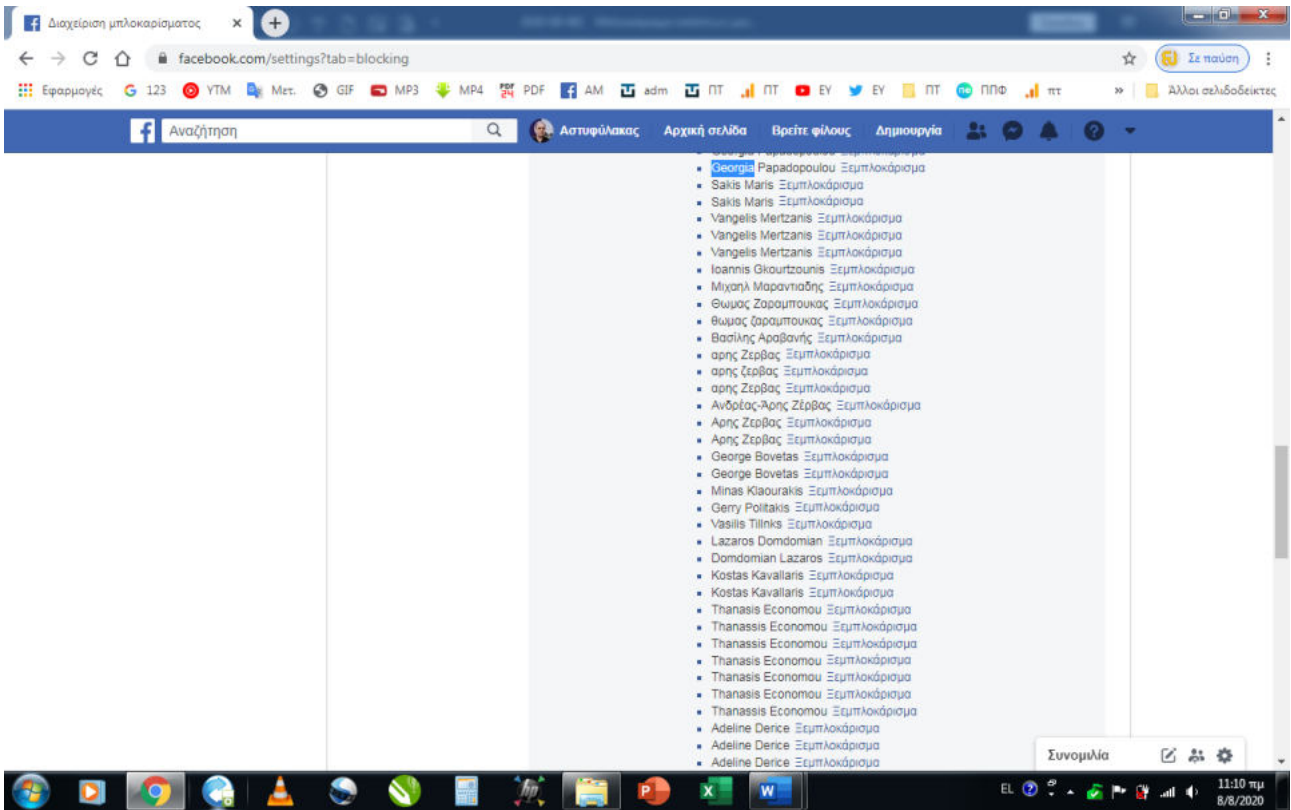 Διαχείριση μπλοκαρίσματος
facebook.com/settings?tab=blocking
Σε παύση
Εφαρμογές 123 YTM Μετ. GIF MP3 MP4 PDF AM adm ΠΤ ΠΤ ΕΥ ΕΥ ΠΤ ΠΠΦ πτ » Άλλοι σελιδοδείκτες
Αναζήτηση Αστυφύλακας Αρχική σελίδα Βρείτε φίλους Δημιουργία
Georgia Papadopoulou Ξεμπλοκάρισμα
Georgia Papadopoulou Ξεμπλοκάρισμα
Sakis Maris Ξεμπλοκάρισμα
Sakis Maris Ξεμπλοκάρισμα
Vangelis Mertzanis Ξεμπλοκάρισμα
Vangelis Mertzanis Ξεμπλοκάρισμα
Vangelis Mertzanis Ξεμπλοκάρισμα
Ioannis Gkourtzounis Ξεμπλοκάρισμα
Μιχαηλ Μαραντιαδης Ξεμπλοκάρισμα
Θωμας Ζαραμπουκας Ξεμπλοκάρισμα
θωμας ζαραμπουκας Ξεμπλοκάρισμα
Βασίλης Αραβανής Ξεμπλοκάρισμα
αρης Ζερβας Ξεμπλοκάρισμα
αρης ζερβας Ξεμπλοκάρισμα
αρης Ζερβας Ξεμπλοκάρισμα
Ανδρέας-Άρης Ζέρβας Ξεμπλοκάρισμα
Αρης Ζερβας Ξεμπλοκάρισμα
Αρης Ζερβας Ξεμπλοκάρισμα
George Bovetas Ξεμπλοκάρισμα
George Bovetas Ξεμπλοκάρισμα
Minas Klaourakis Ξεμπλοκάρισμα
Gerry Politakis Ξεμπλοκάρισμα
Vasilis Tilinks Ξεμπλοκάρισμα
Lazaros Domdomian Ξεμπλοκάρισμα
Domdomian Lazaros Ξεμπλοκάρισμα
Kostas Kavallaris Ξεμπλοκάρισμα
Kostas Kavallaris Ξεμπλοκάρισμα
Thanasis Economou Ξεμπλοκάρισμα
Thanassis Economou Ξεμπλοκάρισμα
Thanassis Economou Ξεμπλοκάρισμα
Thanasis Economou Ξεμπλοκάρισμα
Thanasis Economou Ξεμπλοκάρισμα
Thanasis Economou Ξεμπλοκάρισμα
Thanassis Economou Ξεμπλοκάρισμα
Adeline Derice Ξεμπλοκάρισμα
Adeline Derice Ξεμπλοκάρισμα
Adeline Derice Ξεμπλοκάρισμα
Συνομιλία
EL 11:10 πμ
8/8/2020